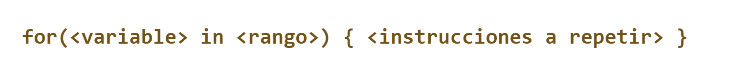 for(<variable> in <rango>) { <instrucciones a repetir> }